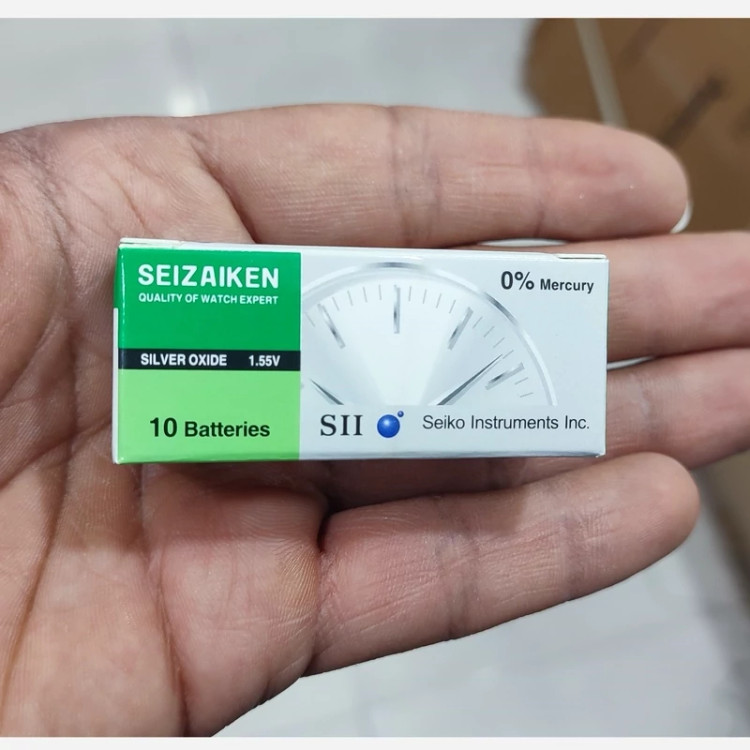 SEIZAIKEN
QUALITY OF WATCH EXPERT
SILVER OXIDE 1.55V
10 Batteries
0% Mercury
SII Seiko Instruments Inc.